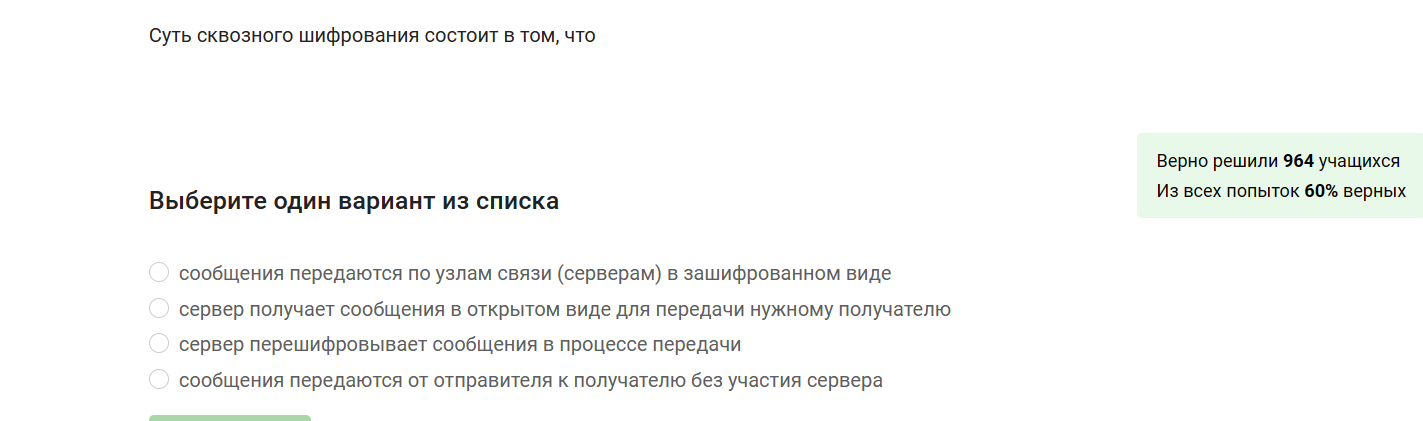 Суть сквозного шифрования состоит в том, что
Верно решили 964 учащихся
Из всех попыток 60% верных
Выберите один вариант из списка
сообщения передаются по узлам связи (серверам) в зашифрованном виде
сервер получает сообщения в открытом виде для передачи нужному получателю
сервер перешифровывает сообщения в процессе передачи
сообщения передаются от отправителя к получателю без участия сервера